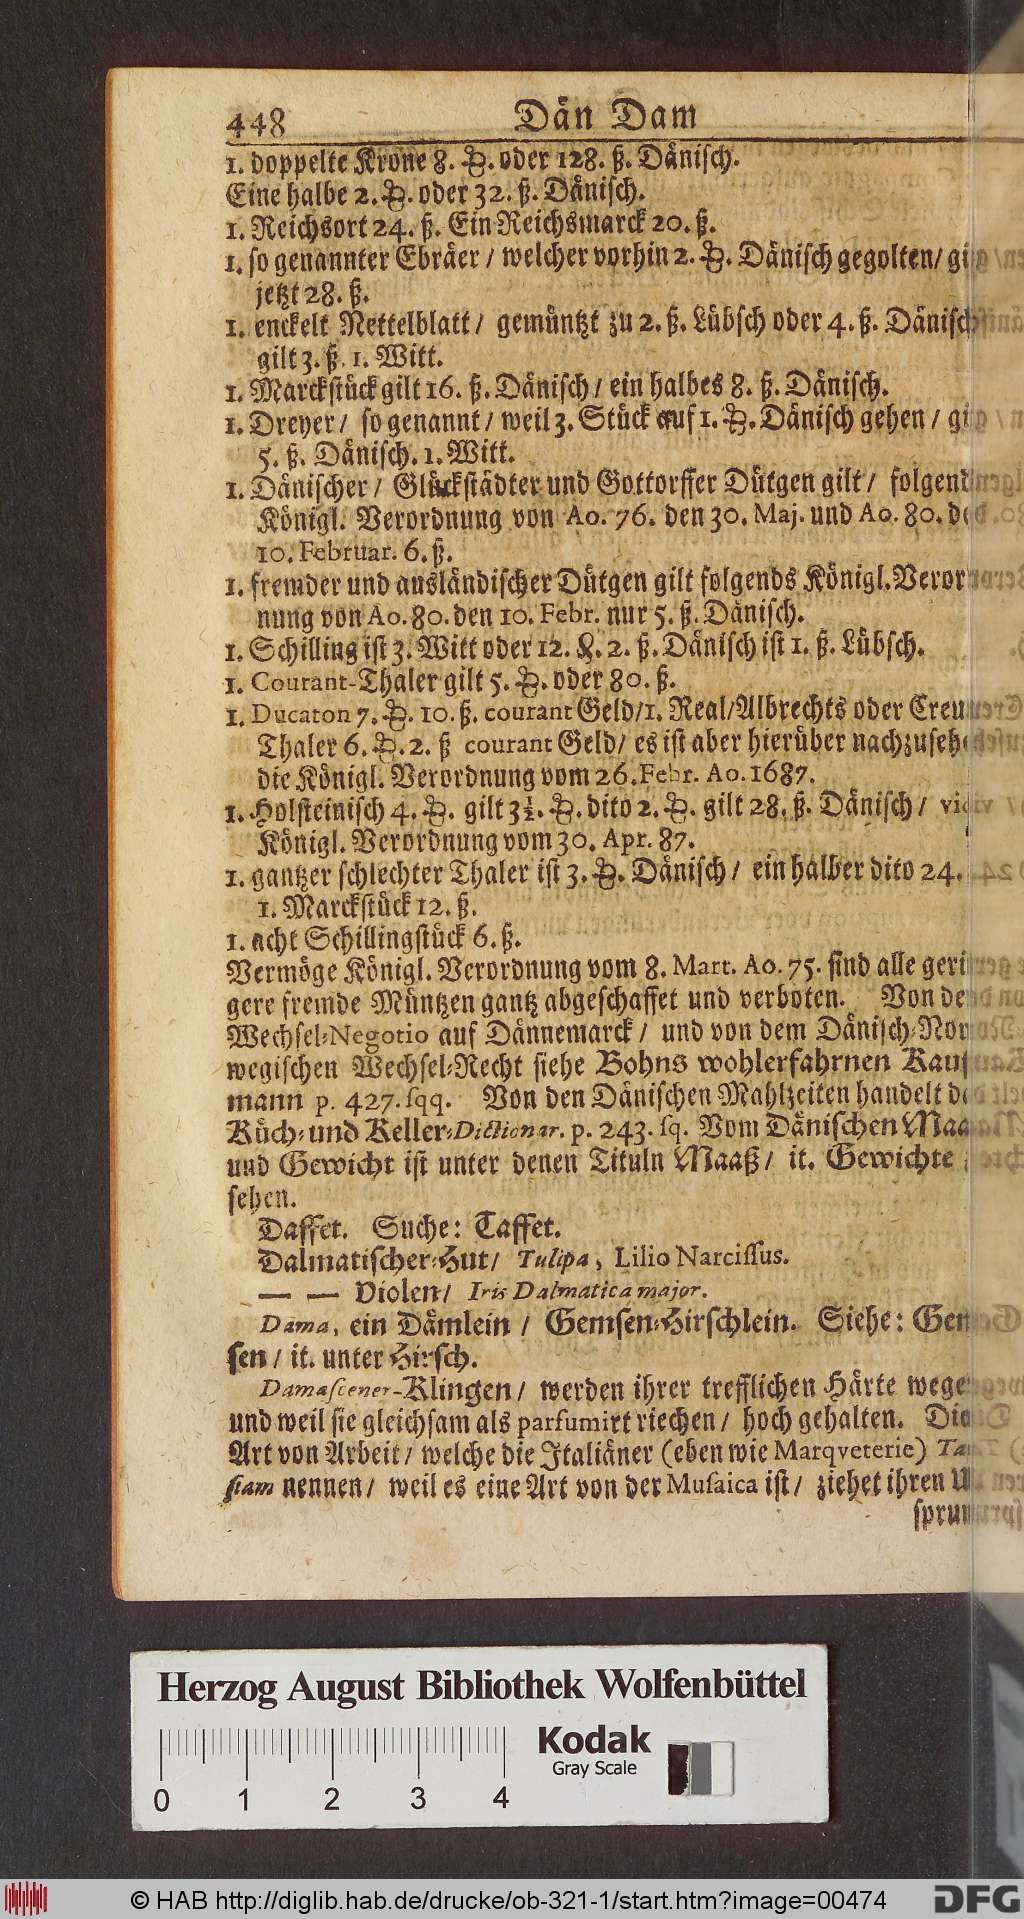 448 Dän Dam
1. doppelte Krone 8. ℔. oder 128. ß. Dänisch.
Eine halbe 2. ℔. oder 32. ß. Dänisch.
1. Reichsort 24. ß. Ein Reichsmarck 20. ß.
1. so genannter Ebräer / welcher vorhin 2. ℔. Dänisch gegolten/
jetzt 28. ß.
1. enckelt Nettelblatt / gemüntzt zu 2. ß. Lübsch oder 4. ß. Dänisch
gilt 3. ß. 1. Witt.
1. Marckstück gilt 16. ß. Dänisch / ein halbes 8. ß. Dänisch.
1. Dreyer / so genannt / weil 3. Stück auf 1. ℔. Dänisch gehen /
5. ß. Dänisch. 1. Witt.
1. Dänischer / Glückstädter und Gottorffer Dütgen gilt / folgend
Königl. Verordnung von Ao. 76. den 30. Maj. und Ao. 80.
10. Februar. 6. ß.
1. fremder und ausländischer Dütgen gilt folgends Königl. Veror
nung von Ao. 80. den 10. Febr. nur 5. ß. Dänisch.
1. Schilling ist 3. Witt oder 12. 2. ß. Dänisch ist 1. ß. Lübsch.
1. Courant-Thaler gilt 5. ℔. oder 80. ß.
1. Ducaton 7. ℔. 10. ß. courant Geld/1. Real/Albrechts oder Creu
Thaler 6. ℔. 2. ß courant Geld/ es ist aber hierüber nachzuseh
die Königl. Verordnung vom 26. Febr. Ao. 1687.
1. Holsteinisch 4. ℔. gilt 3½. ℔. dito 2. ℔. gilt 28. ß. Dänisch /
Königl. Verordnung vom 30. Apr. 87.
1. gantzer schlechter Thaler ist 3. ℔. Dänisch / ein halber dito 24.
1. Marckstück 12. ß.
1. acht Schillingstück 6. ß.
Vermöge Königl. Verordnung vom 8. Mart. Ao. 75. sind alle geri
gere fremde Müntzen gantz abgeschaffet und verboten. Von de
Wechsel-Negotio auf Dännemarck / und von dem Dänisch-Nor
wegischen Wechsel-Recht siehe Bohns wohlerfahrnen Kauf
mann p. 427. sqq. Von den Dänischen Mahlzeiten handelt
Küch- und Keller-Dictionar. p. 243. sq. Vom Dänischen Maa
und Gewicht ist unter denen Tituln Maaß / it. Gewichte
sehen.
Daffet. Suche: Taffet.
Dalmatischer-Hut/ Tulipa, Lilio Narcissus.
— — Violen/ Iris Dalmatica major.
Dama, ein Dämlein / Gemsen-Hirschlein. Siehe: Gem
sen / it. unter Hirsch.
Damascener-Klingen / werden ihrer trefflichen Härte wege
und weil sie gleichsam als parfumirt riechen / hoch gehalten. Die
Art von Arbeit / welche die Italiäner (eben wie Marqveterie)
stam nennen / weil es eine Art von der Musaica ist / ziehet ihren U
sprun
Herzog August Bibliothek Wolfenbüttel
Kodak
Gray Scale
0 1 2 3 4
© HAB http://diglib.hab.de/drucke/ob-321-1/start.htm?image=00474
DFG